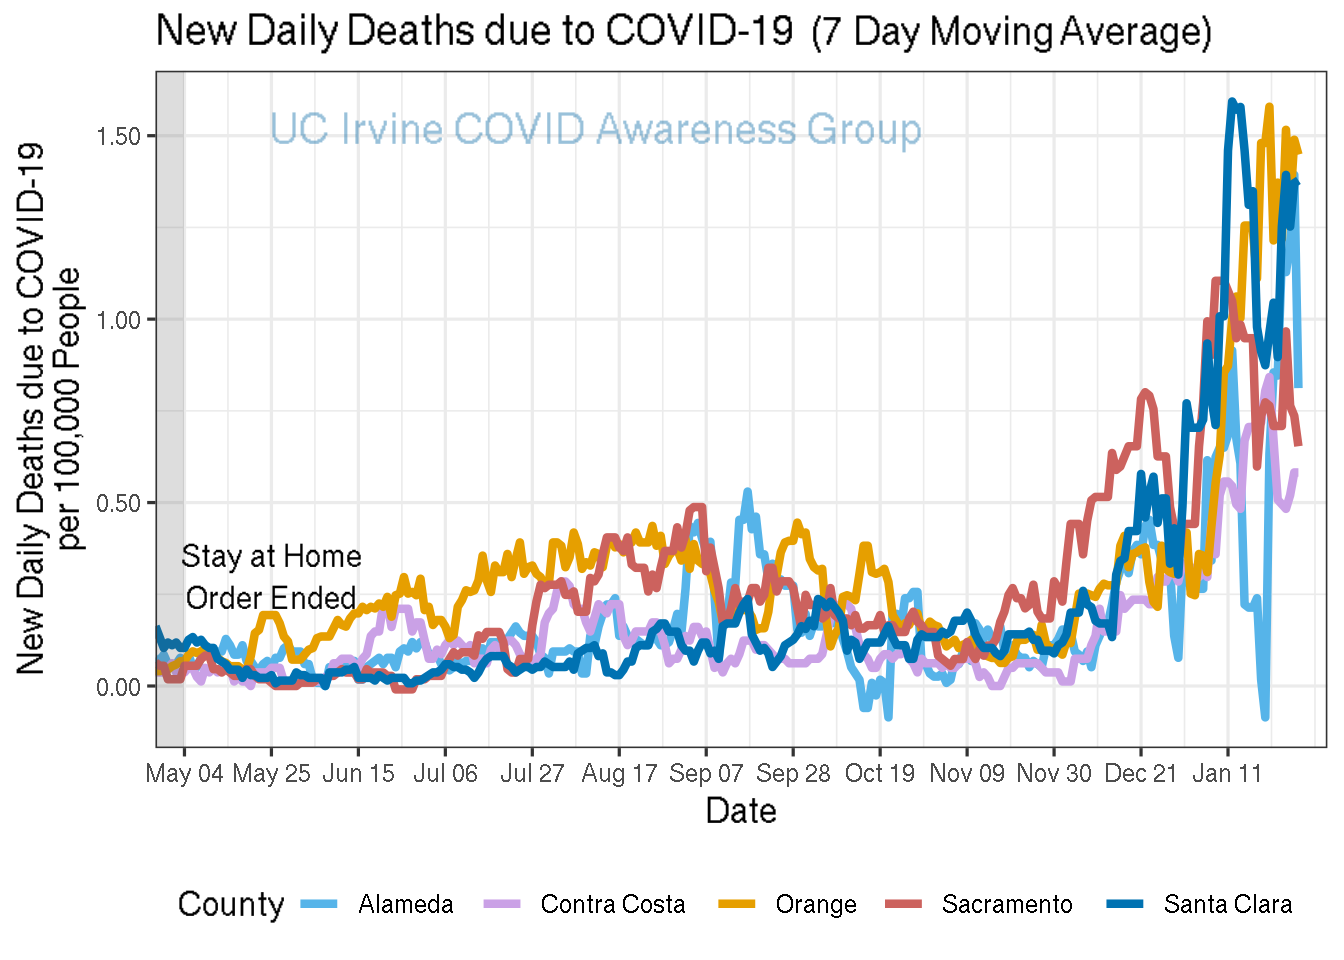 New Daily Deaths due to COVID-19 (7 Day Moving Average)
UC Irvine COVID Awareness Group
New Daily Deaths due to COVID-19
per 100,000 People
1.50
1.00
0.50
0.00
Stay at Home
Order Ended
May 04 May 25 Jun 15 Jul 06 Jul 27 Aug 17 Sep 07 Sep 28 Oct 19 Nov 09 Nov 30 Dec 21 Jan 11
Date
County Alameda Contra Costa Orange Sacramento Santa Clara